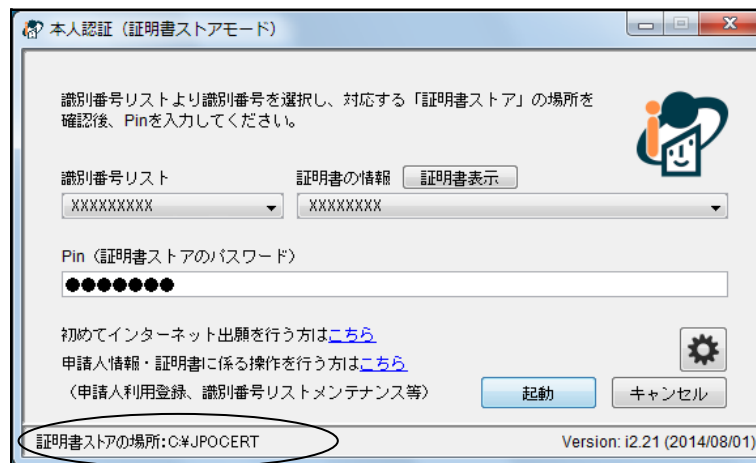 本人認証（証明書ストアモード）
識別番号リストより識別番号を選択し、対応する「証明書ストア」の場所を
確認後、Pinを入力してください。
識別番号リスト 証明書の情報 証明書表示
XXXXXXXXX XXXXXXXX
Pin（証明書ストアのパスワード）
●●●●●●●
初めてインターネット出願を行う方はこちら
申請人情報・証明書に係る操作を行う方はこちら
（申請人利用登録、識別番号リストメンテナンス等） 起動 キャンセル
証明書ストアの場所:C:¥JPOCERT Version: i2.21 (2014/08/01)